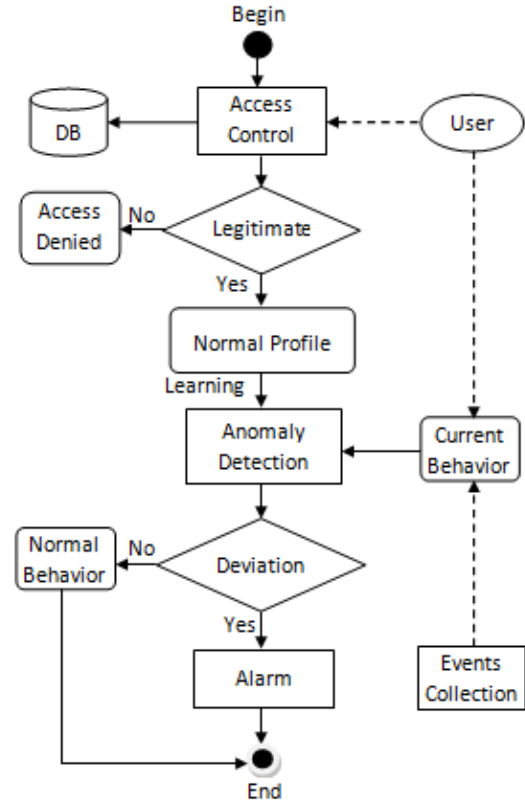 Begin
Access
Control
DB
User
Access
Denied
No
Legitimate
Yes
Normal Profile
Learning
Anomaly
Detection
Current
Behavior
Normal
Behavior
No
Deviation
Yes
Alarm
Events
Collection
End